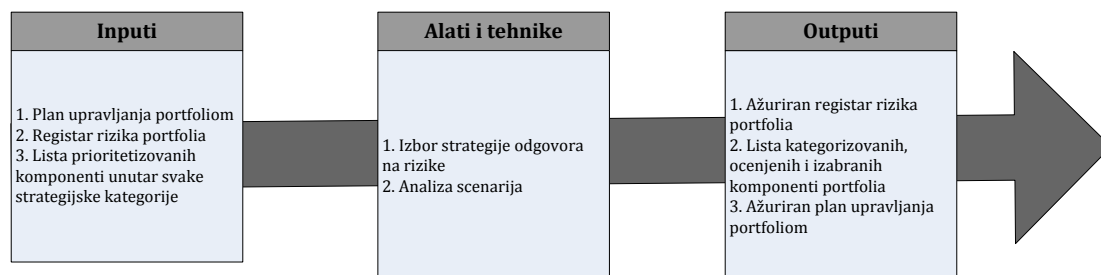 Inputi
1. Plan upravljanja portfoliom
2. Registar rizika portfolia
3. Lista prioritetizovanih
komponenti unutar svake
strategijske kategorije
Alati i tehnike
1. Izbor strategije odgovora
na rizike
2. Analiza scenarija
Outputi
1. Ažuriran registar rizika
portfolia
2. Lista kategorizovanih,
ocenjenih i izabranih
komponenti portfolia
3. Ažuriran plan upravljanja
portfoliom